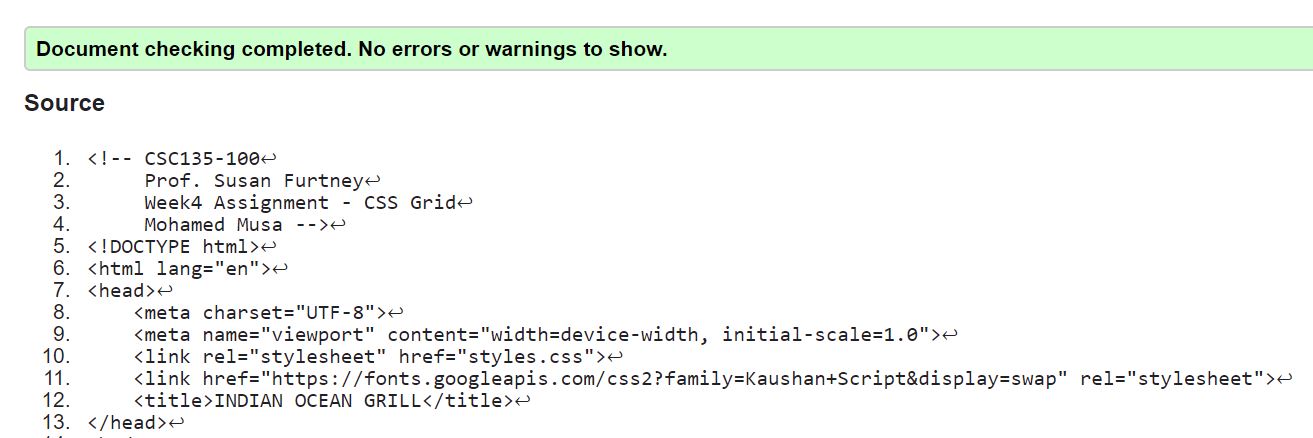 Document checking completed. No errors or warnings to show.
Source
1. <!-- CSC135-100↩
2.      Prof. Susan Furtney↩
3.      Week4 Assignment - CSS Grid↩
4.      Mohamed Musa -->↩
5. <!DOCTYPE html>↩
6. <html lang="en">↩
7. <head>↩
8.     <meta charset="UTF-8">↩
9.     <meta name="viewport" content="width=device-width, initial-scale=1.0">↩
10.     <link rel="stylesheet" href="styles.css">↩
11.     <link href="https://fonts.googleapis.com/css2?family=Kaushan+Script&display=swap" rel="stylesheet">↩
12.     <title>INDIAN OCEAN GRILL</title>↩
13. </head>↩